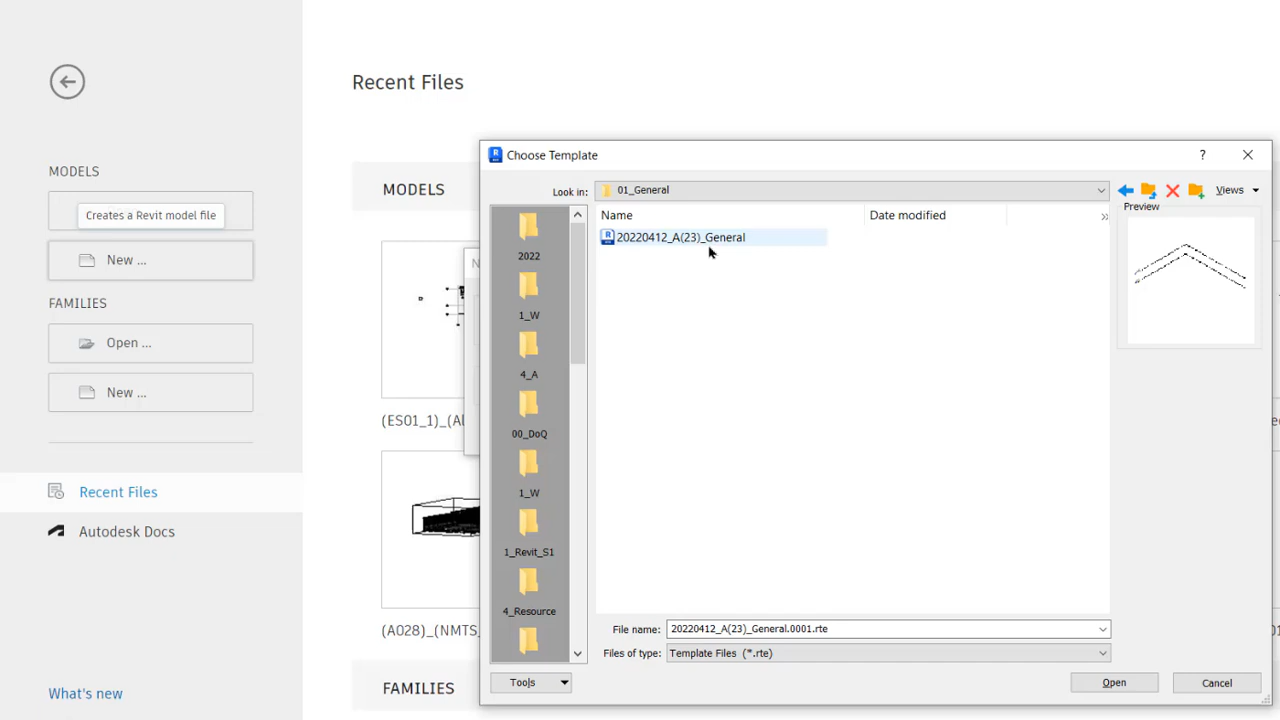 Recent Files
MODELS
Creates a Revit model file
New ...
FAMILIES
Open ...
New ...
Recent Files
Autodesk Docs
What's new
MODELS
(ES01_1)_(Al
(A028)_(NMTS_
FAMILIES
N
Choose Template
?
Look in:
01_General
Views
2022
1_W
4_A
00_DoQ
1_W
1_Revit_S1
4_Resource
Name
Date modified
20220412_A(23)_General
Preview
File name:
20220412_A(23)_General.0001.rte
Files of type:
Template Files (*.rte)
Tools
Open
Cancel